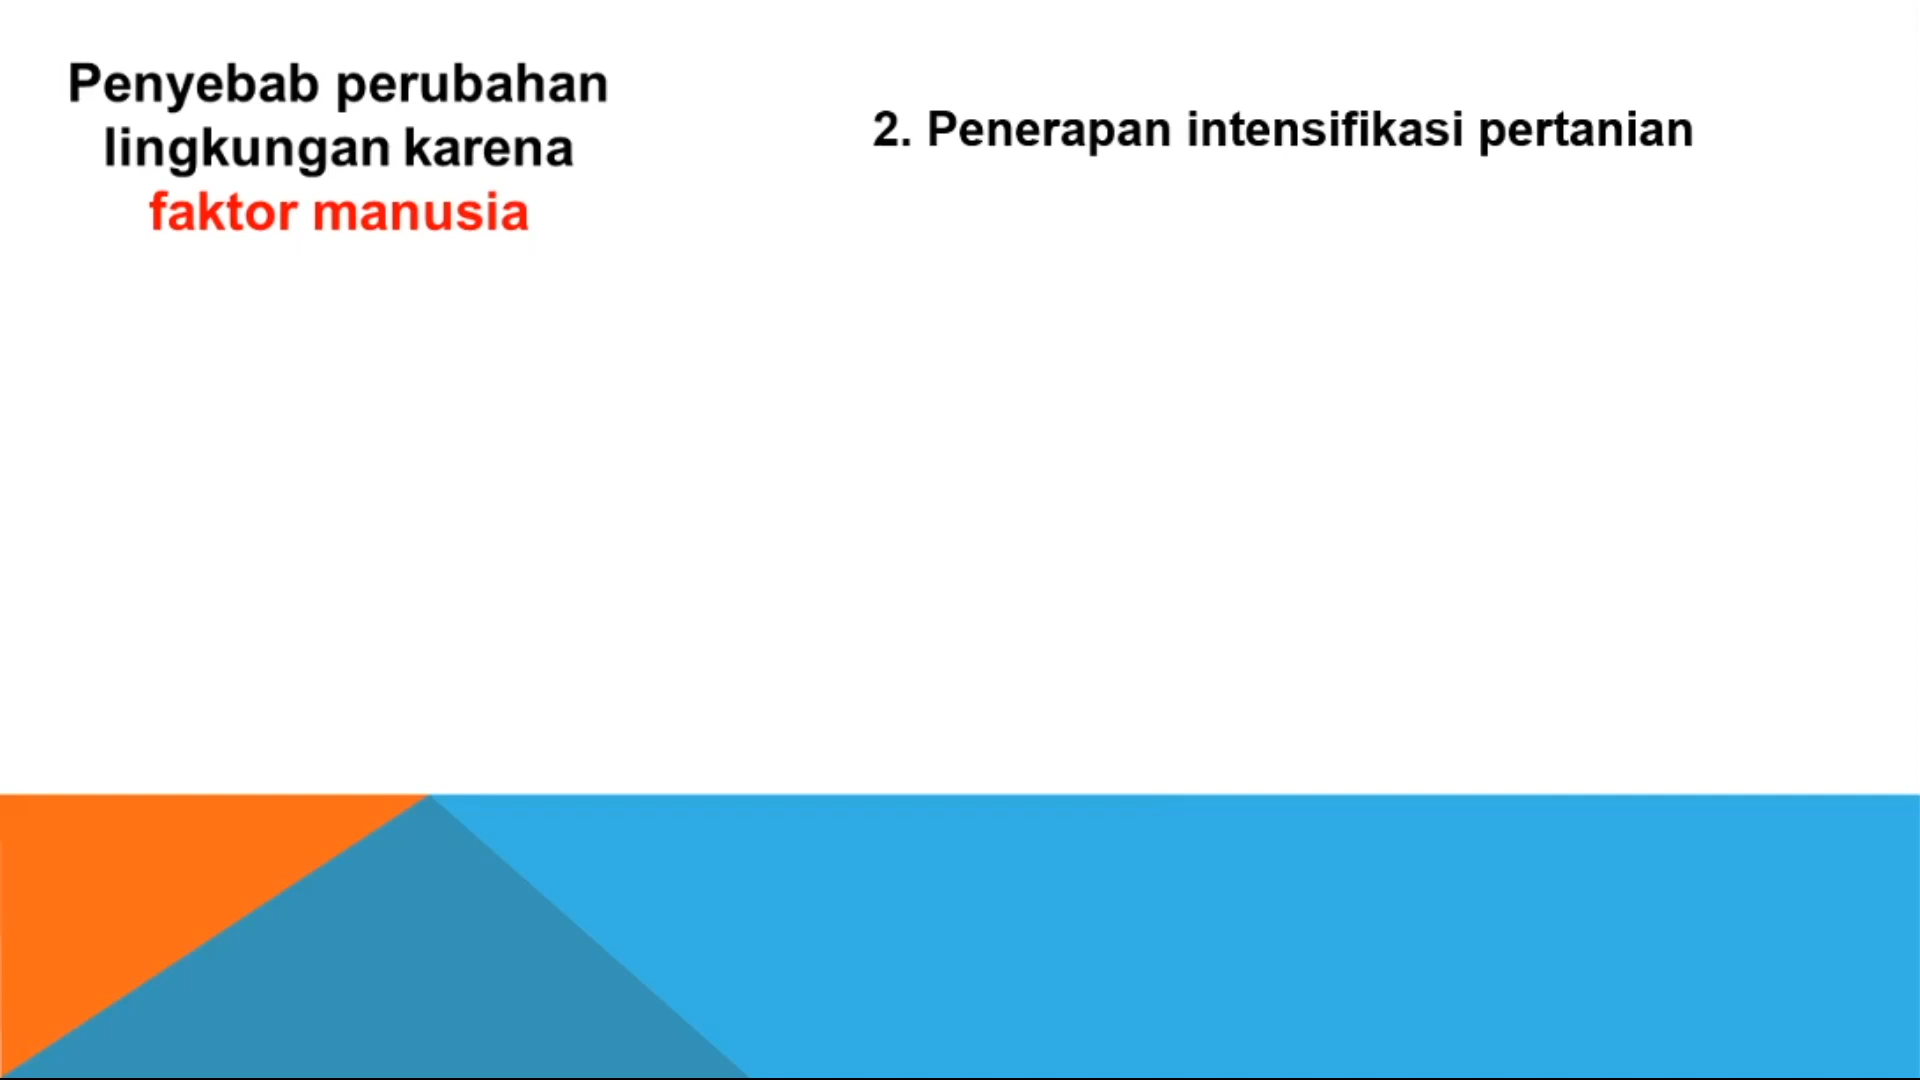 Penyebab perubahan
lingkungan karena
faktor manusia
2. Penerapan intensifikasi pertanian